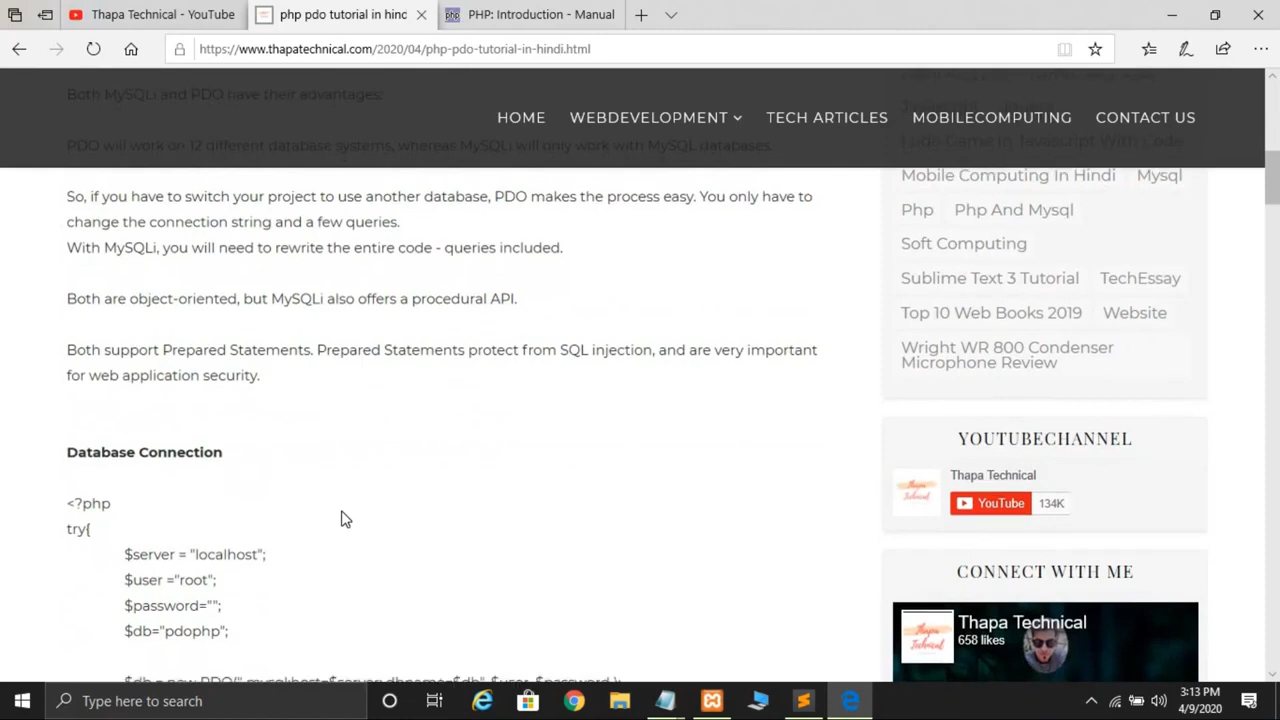 Thapa Technical - YouTube
php pdo tutorial in hind
PHP: Introduction - Manual
https://www.thapatechnical.com/2020/04/php-pdo-tutorial-in-hindi.html
HOME WEBDEVELOPMENT TECH ARTICLES MOBILECOMPUTING CONTACT US
Both MySQLi and PDO have their advantages:
PDO will work on 12 different database systems, whereas MySQLi will only work with MySQL databases.
So, if you have to switch your project to use another database, PDO makes the process easy. You only have to
change the connection string and a few queries.
With MySQLi, you will need to rewrite the entire code - queries included.
Both are object-oriented, but MySQLi also offers a procedural API.
Both support Prepared Statements. Prepared Statements protect from SQL injection, and are very important
for web application security.
Database Connection
<?php
try{
$server = "localhost";
$user ="root";
$password="";
$db="pdophp";
Ludo Game In Javascript With Code
Mobile Computing In Hindi Mysql
Php Php And Mysql
Soft Computing
Sublime Text 3 Tutorial TechEssay
Top 10 Web Books 2019 Website
Wright WR 800 Condenser
Microphone Review
YOUTUBECHANNEL
Thapa Technical
YouTube 134K
CONNECT WITH ME
Thapa Technical
658 likes
Type here to search
3:13 PM
4/9/2020